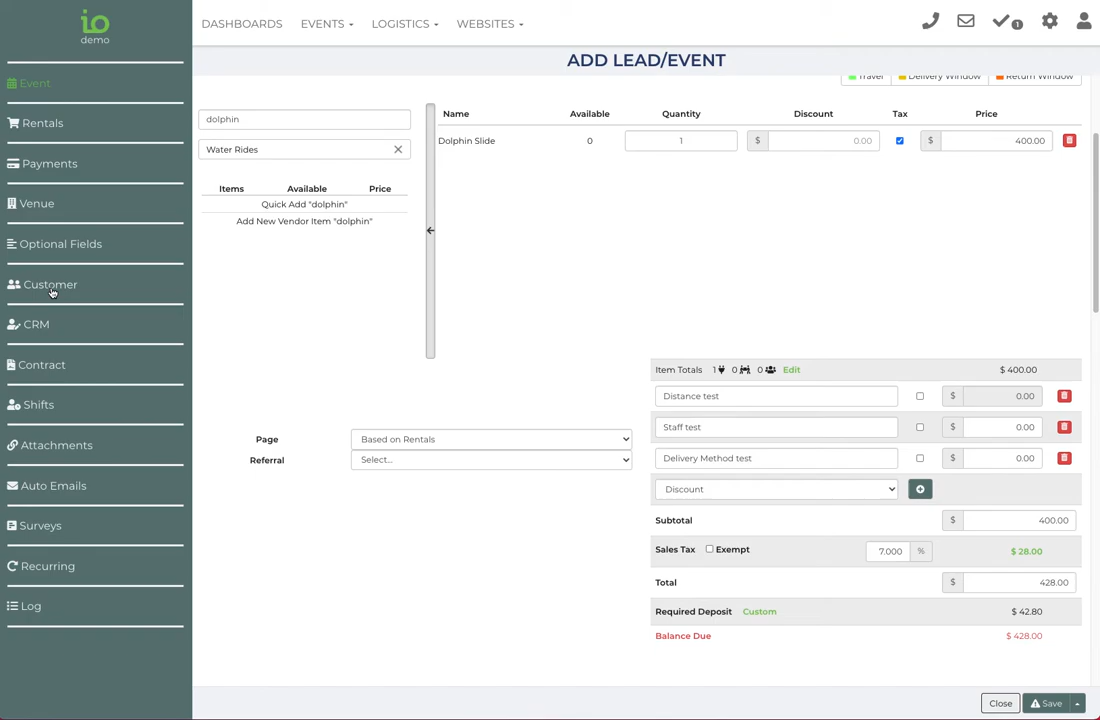 io
demo
DASHBOARDS EVENTS LOGISTICS WEBSITES 1
ADD LEAD/EVENT
Event
Rentals
Payments
Venue
Optional Fields
Customer
CRM
Contract
Shifts
Attachments
Auto Emails
Surveys
Recurring
Log
Travel Delivery Window Return Window
dolphin
Water Rides
Items Available Price
Quick Add "dolphin"
Add New Vendor Item "dolphin"
Name Available Quantity Discount Tax Price
Dolphin Slide 0 1 $ 0.00 $ 400.00
Page Based on Rentals
Referral Select...
Item Totals 1 0 0 Edit $ 400.00
Distance test $ 0.00
Staff test $ 0.00
Delivery Method test $ 0.00
Discount
Subtotal $ 400.00
Sales Tax Exempt 7.000 % $ 28.00
Total $ 428.00
Required Deposit Custom $ 42.80
Balance Due $ 428.00
Close Save